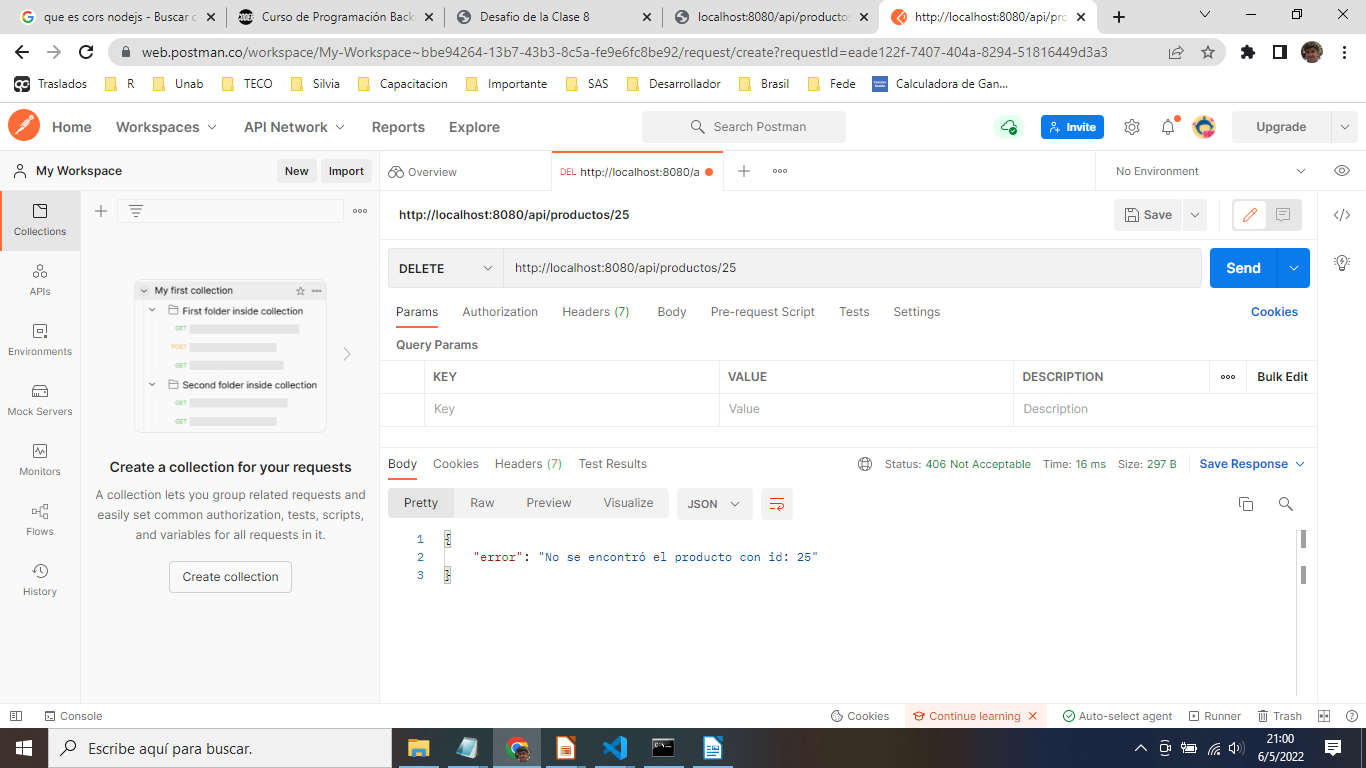 que es cors nodejs - Buscar c
Curso de Programación Back
Desafio de la Clase 8
localhost:8080/api/productos
http://localhost:8080/api/pro
web.postman.co/workspace/My-Workspace~bbe94264-13b7-43b3-8c5a-fe9e6fc8be92/request/create?requestId=eade122f-7407-404a-8294-51816449d3a3
Traslados R Unab TECO Silvia Capacitacion Importante SAS Desarrollador Brasil Fede Calculadora de Gan...
Home Workspaces API Network Reports Explore Search Postman Invite Upgrade
My Workspace New Import Overview DEL http://localhost:8080/a No Environment
Collections
APIs
Environments
Mock Servers
Monitors
Flows
History
My first collection
First folder inside collection
GET
POST
GET
Second folder inside collection
GET
GET
Create a collection for your requests
A collection lets you group related requests and
easily set common authorization, tests, scripts,
and variables for all requests in it.
Create collection
http://localhost:8080/api/productos/25 Save
DELETE http://localhost:8080/api/productos/25 Send
Params Authorization Headers (7) Body Pre-request Script Tests Settings Cookies
Query Params
KEY VALUE DESCRIPTION Bulk Edit
Key Value Description
Body Cookies Headers (7) Test Results Status: 406 Not Acceptable Time: 16 ms Size: 297 B Save Response
Pretty Raw Preview Visualize JSON
1 {
2 "error": "No se encontró el producto con id: 25"
3 }
Console Cookies Continue learning Auto-select agent Runner Trash
Escribe aquí para buscar.
21:00
6/5/2022